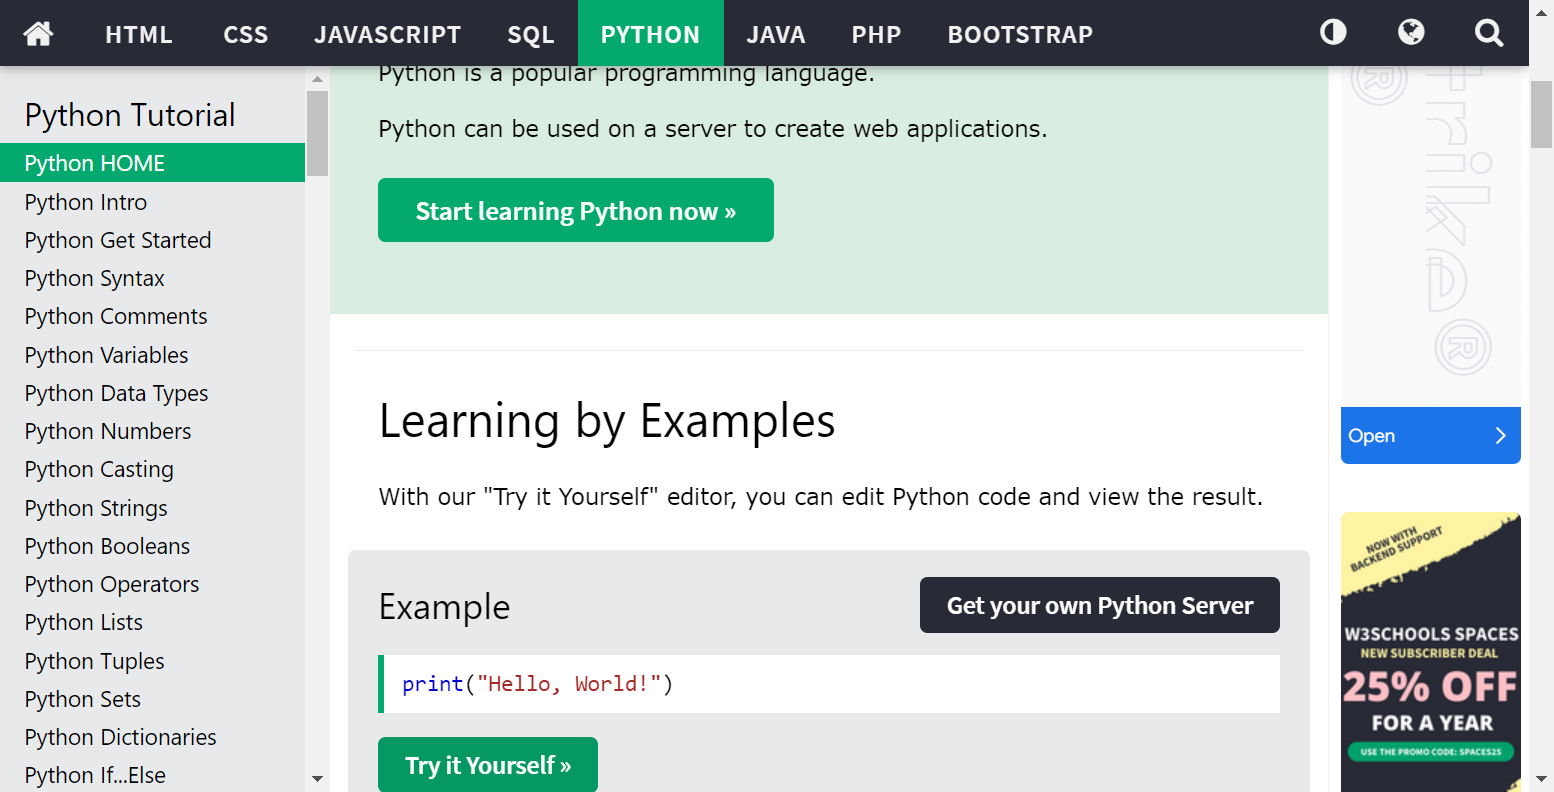 HTML CSS JAVASCRIPT SQL PYTHON JAVA PHP BOOTSTRAP
Python Tutorial
Python HOME
Python Intro
Python Get Started
Python Syntax
Python Comments
Python Variables
Python Data Types
Python Numbers
Python Casting
Python Strings
Python Booleans
Python Operators
Python Lists
Python Tuples
Python Sets
Python Dictionaries
Python If...Else
Python is a popular programming language.
Python can be used on a server to create web applications.
Start learning Python now »
Learning by Examples
With our "Try it Yourself" editor, you can edit Python code and view the result.
Example
Get your own Python Server
print("Hello, World!")
Try it Yourself »
Open
NOW WITH
BACKEND SUPPORT
W3SCHOOLS SPACES
NEW SUBSCRIBER DEAL
25% OFF
FOR A YEAR
USE THE PROMO CODE: SPACES25